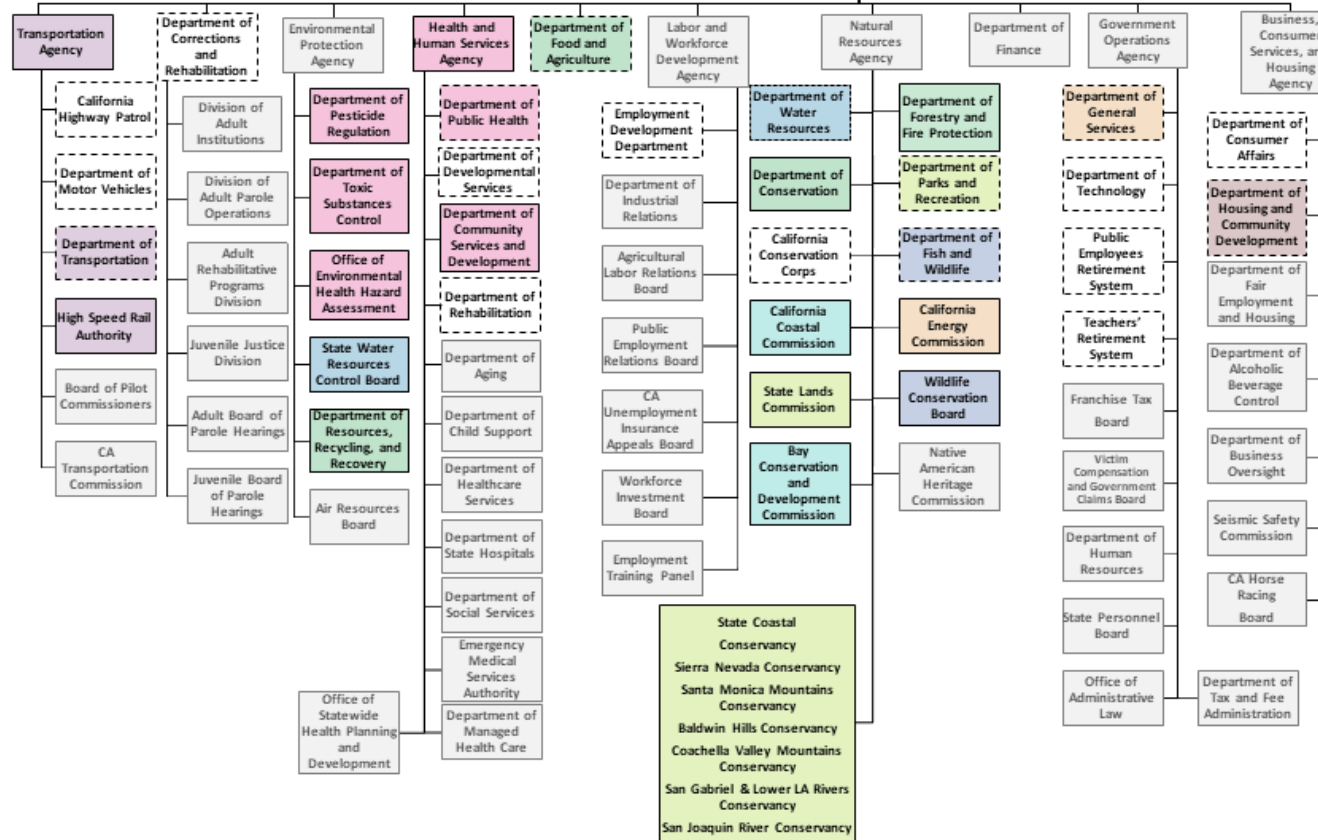 Transportation
Agency
Department of
Corrections
and
Rehabilitation
Environmental
Protection
Agency
Health and
Human Services
Agency
Department of
Food and
Agriculture
Labor and
Workforce
Development
Agency
Natural
Resources
Agency
Department of
Finance
Government
Operations
Agency
Business,
Consumer
Services, an
Housing
Agency
California
Highway Patrol
Department of
Motor Vehicles
Department of
Transportation
High Speed Rail
Authority
Board of Pilot
Commissioners
CA
Transportation
Commission
Division of
Adult
Institutions
Division of
Adult Parole
Operations
Adult
Rehabilitative
Programs
Division
Juvenile Justice
Division
Adult Board of
Parole Hearings
Juvenile Board
of Parole
Hearings
Department of
Pesticide
Regulation
Department of
Toxic
Substances
Control
Office of
Environmental
Health Hazard
Assessment
State Water
Resources
Control Board
Department of
Resources,
Recycling, and
Recovery
Air Resources
Board
Department of
Public Health
Department of
Developmental
Services
Department of
Community
Services and
Development
Department of
Rehabilitation
Department of
Aging
Department of
Child Support
Department of
Healthcare
Services
Department of
State Hospitals
Department of
Social Services
Emergency
Medical
Services
Authority
Office of
Statewide
Health Planning
and
Development
Department of
Managed
Health Care
Employment
Development
Department
Department of
Industrial
Relations
Agricultural
Labor Relations
Board
Public
Employment
Relations Board
CA
Unemployment
Insurance
Appeals Board
Workforce
Investment
Board
Employment
Training Panel
Department of
Water
Resources
Department of
Conservation
California
Conservation
Corps
California
Coastal
Commission
State Lands
Commission
Bay
Conservation
and
Development
Commission
Department of
Forestry and
Fire Protection
Department of
Parks and
Recreation
Department of
Fish and
Wildlife
California
Energy
Commission
Wildlife
Conservation
Board
Native
American
Heritage
Commission
State Coastal
Conservancy
Sierra Nevada Conservancy
Santa Monica Mountains
Conservancy
Baldwin Hills Conservancy
Coachella Valley Mountains
Conservancy
San Gabriel & Lower LA Rivers
Conservancy
San Joaquin River Conservancy
Department of
General
Services
Department of
Technology
Public
Employees
Retirement
System
Teachers'
Retirement
System
Franchise Tax
Board
Victim
Compensation
and Government
Claims Board
Department of
Human
Resources
State Personnel
Board
Office of
Administrative
Law
Department of
Tax and Fee
Administration
Department of
Consumer
Affairs
Department of
Housing and
Community
Development
Department of
Fair
Employment
and Housing
Department of
Alcoholic
Beverage
Control
Department of
Business
Oversight
Seismic Safety
Commission
CA Horse
Racing
Board